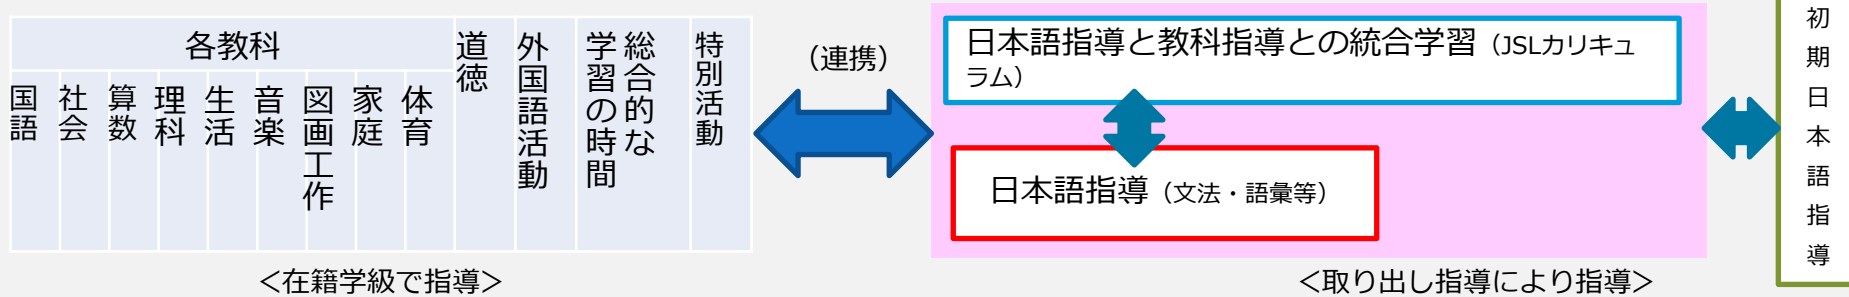 各教科
国語
社会
算数
理科
生活
音楽
図画工作
家庭
体育
道徳
外国語活動
総合的な
学習の時間
特別活動
（連携）
日本語指導と教科指導との統合学習（JSLカリキュ
ラム）
日本語指導（文法・語彙等）
初期日本語指導
＜在籍学級で指導＞
＜取り出し指導により指導＞